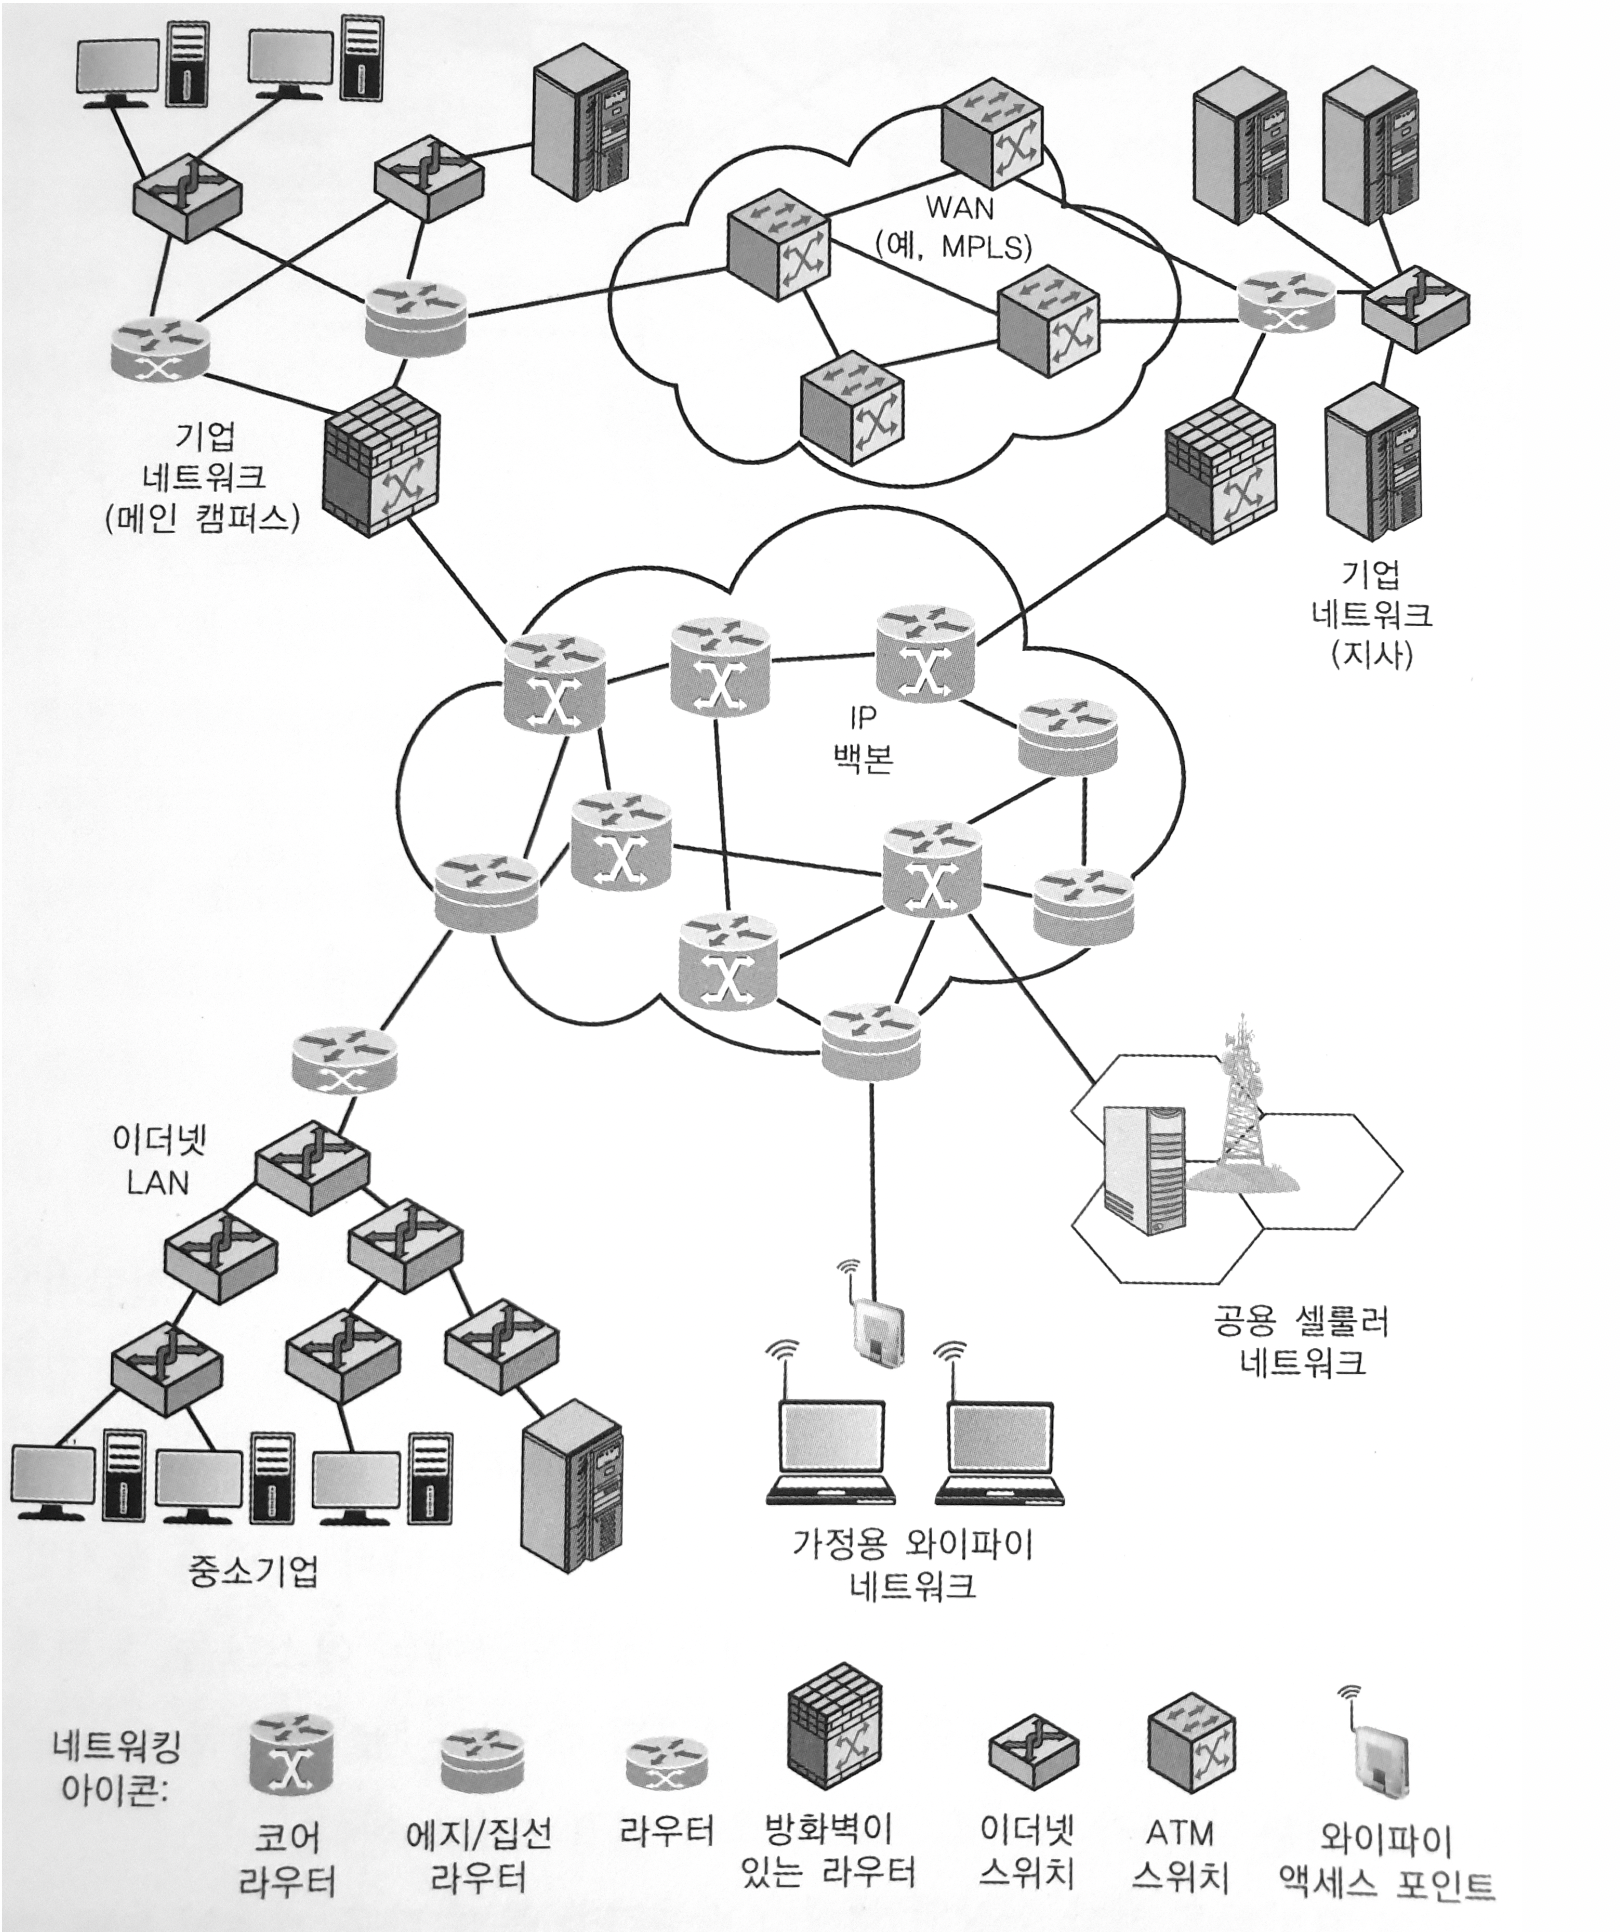 WAN
(예, MPLS)
기업
네트워크
(메인 캠퍼스)
기업
네트워크
(지사)
IP
백본
이더넷
LAN
공용 셀룰러
네트워크
가정용 와이파이
네트워크
중소기업
네트워킹
아이콘:
코어
라우터
에지/집선
라우터
라우터
방화벽이
있는 라우터
이더넷
스위치
ATM
스위치
와이파이
액세스 포인트